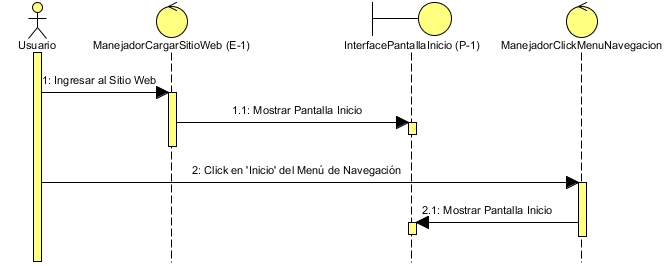 Usuario
ManejadorCargarSitioWeb (E-1)
InterfacePantallaInicio (P-1)
ManejadorClickMenuNavegacion
1: Ingresar al Sitio Web
1.1: Mostrar Pantalla Inicio
2: Click en 'Inicio' del Menú de Navegación
2.1: Mostrar Pantalla Inicio